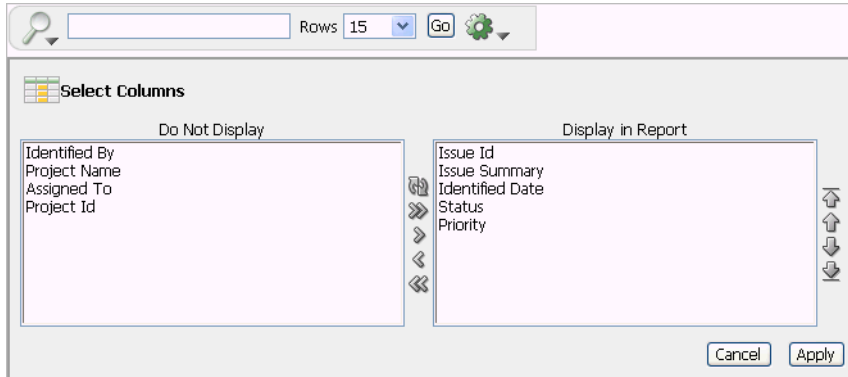 Rows 15 Go
Select Columns
Do Not Display
Identified By
Project Name
Assigned To
Project Id
Display in Report
Issue Id
Issue Summary
Identified Date
Status
Priority
Cancel Apply